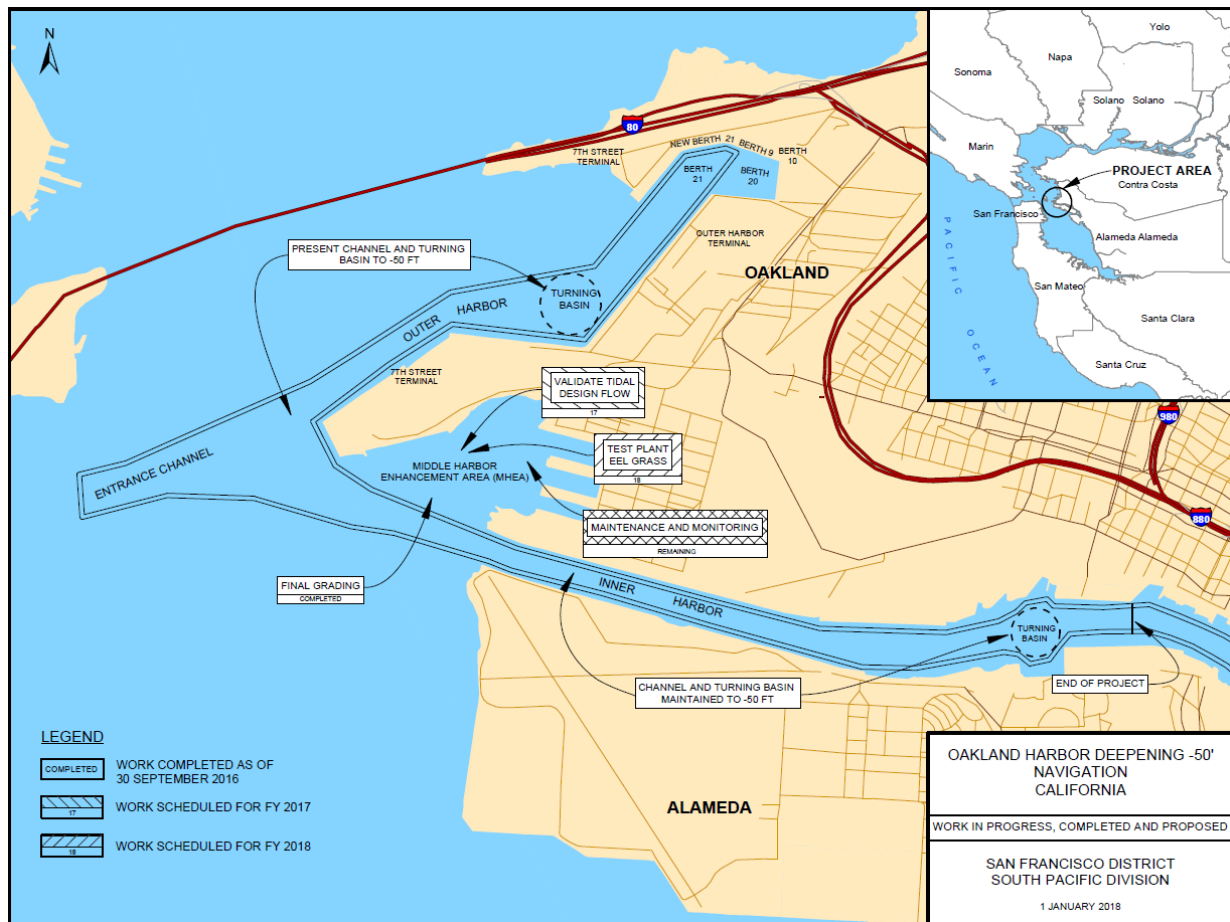 N
80
7TH STREET
TERMINAL
NEW BERTH 21
BERTH 9
BERTH
10
BERTH
21
BERTH
20
OUTER HARBOR
TERMINAL
OAKLAND
PRESENT CHANNEL AND TURNING
BASIN TO -50 FT
TURNING
BASIN
OUTER HARBOR
7TH STREET
TERMINAL
VALIDATE TIDAL
DESIGN FLOW
17
TEST PLANT
EEL GRASS
18
MIDDLE HARBOR
ENHANCEMENT AREA (MHEA)
MAINTENANCE AND MONITORING
REMAINING
ENTRANCE CHANNEL
FINAL GRADING
COMPLETED
INNER HARBOR
TURNING
BASIN
END OF PROJECT
CHANNEL AND TURNING BASIN
MAINTAINED TO -50 FT
980
880
ALAMEDA
Yolo
Napa
Sonoma
Solano Solano
Marin
PROJECT AREA
Contra Costa
San Francisco
Alameda Alameda
San Mateo
Santa Clara
Santa Cruz
PACIFIC OCEAN
LEGEND
COMPLETED
WORK COMPLETED AS OF
30 SEPTEMBER 2016
17
WORK SCHEDULED FOR FY 2017
18
WORK SCHEDULED FOR FY 2018
OAKLAND HARBOR DEEPENING -50'
NAVIGATION
CALIFORNIA
WORK IN PROGRESS, COMPLETED AND PROPOSED
SAN FRANCISCO DISTRICT
SOUTH PACIFIC DIVISION
1 JANUARY 2018